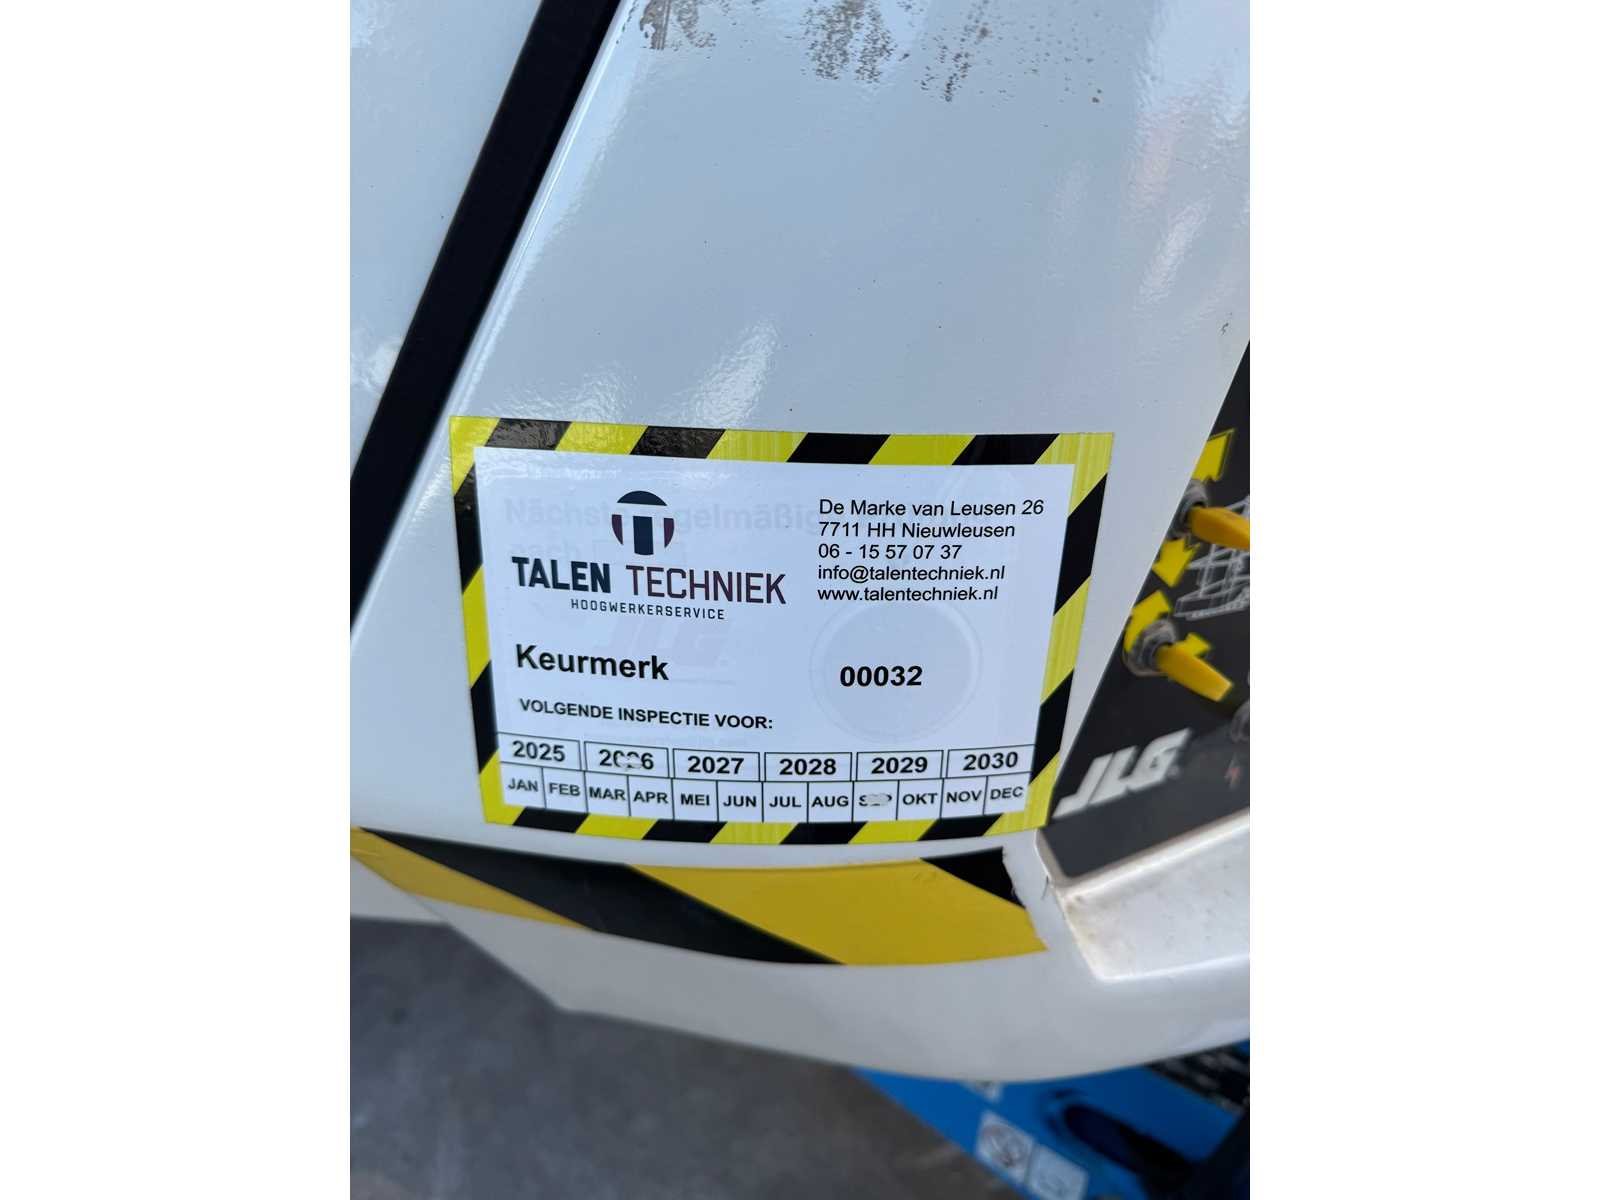 TALEN TECHNIEK
HOOGWERKERSERVICE
De Marke van Leusen 26
7711 HH Nieuwleusen
06 - 15 57 07 37
info@talentechniek.nl
www.talentechniek.nl
Keurmerk 00032
VOLGENDE INSPECTIE VOOR:
2025 2026 2027 2028 2029 2030
JAN FEB MAR APR MEI JUN JUL AUG SEP OKT NOV DEC
JLG